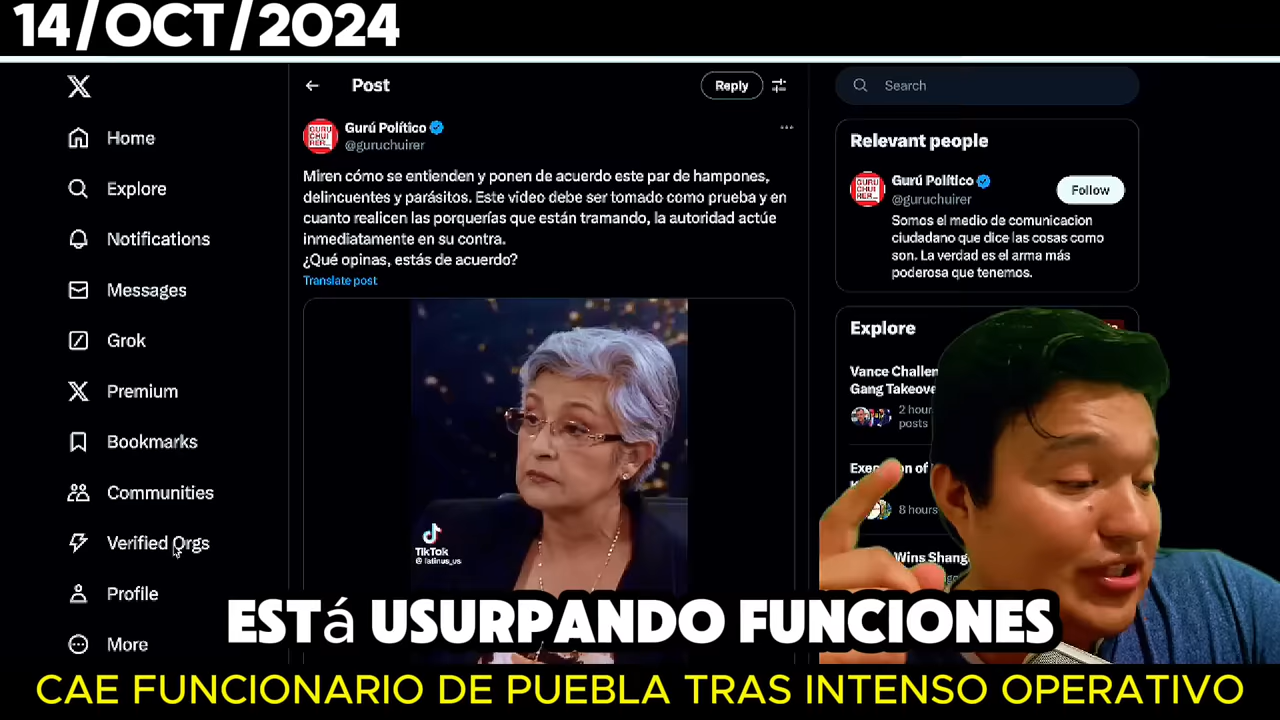 14/OCT/2024
Post
Reply
Search
Home
Explore
Notifications
Messages
Grok
Premium
Bookmarks
Communities
Verified Orgs
Profile
More
Gurú Político
@guruchuirer
Miren cómo se entienden y ponen de acuerdo este par de hampones,
delincuentes y parásitos. Este video debe ser tomado como prueba y en
cuanto realicen las porquerías que están tramando, la autoridad actúe
inmediatamente en su contra.
¿Qué opinas, estás de acuerdo?
Translate post
TikTok
@latinus_us
Relevant people
Gurú Político
@guruchuirer
Follow
Somos el medio de comunicacion
ciudadano que dice las cosas como
son. La verdad es el arma más
poderosa que tenemos.
Explore
Vance Challen
Gang Takeove
2 hour
posts
of
8 hours
Wins Shang
ESTá USURPANDO FUNCIONES
CAE FUNCIONARIO DE PUEBLA TRAS INTENSO OPERATIVO